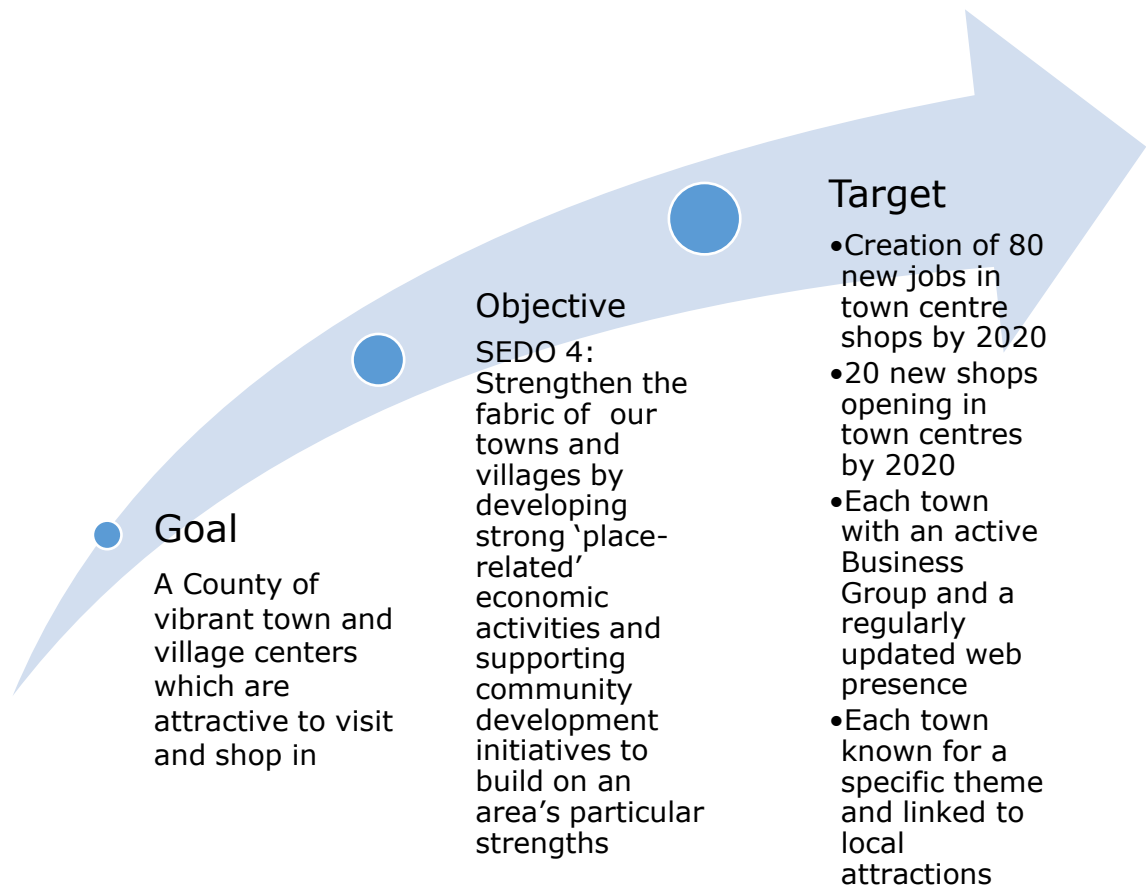 Goal
A County of
vibrant town and
village centers
which are
attractive to visit
and shop in
Objective
SEDO 4:
Strengthen the
fabric of  our
towns and
villages by
developing
strong ‘place-
related’
economic
activities and
supporting
community
development
initiatives to
build on an
area’s particular
strengths
Target
•Creation of 80
new jobs in
town centre
shops by 2020
•20 new shops
opening in
town centres
by 2020
•Each town
with an active
Business
Group and a
regularly
updated web
presence
•Each town
known for a
specific theme
and linked to
local
attractions